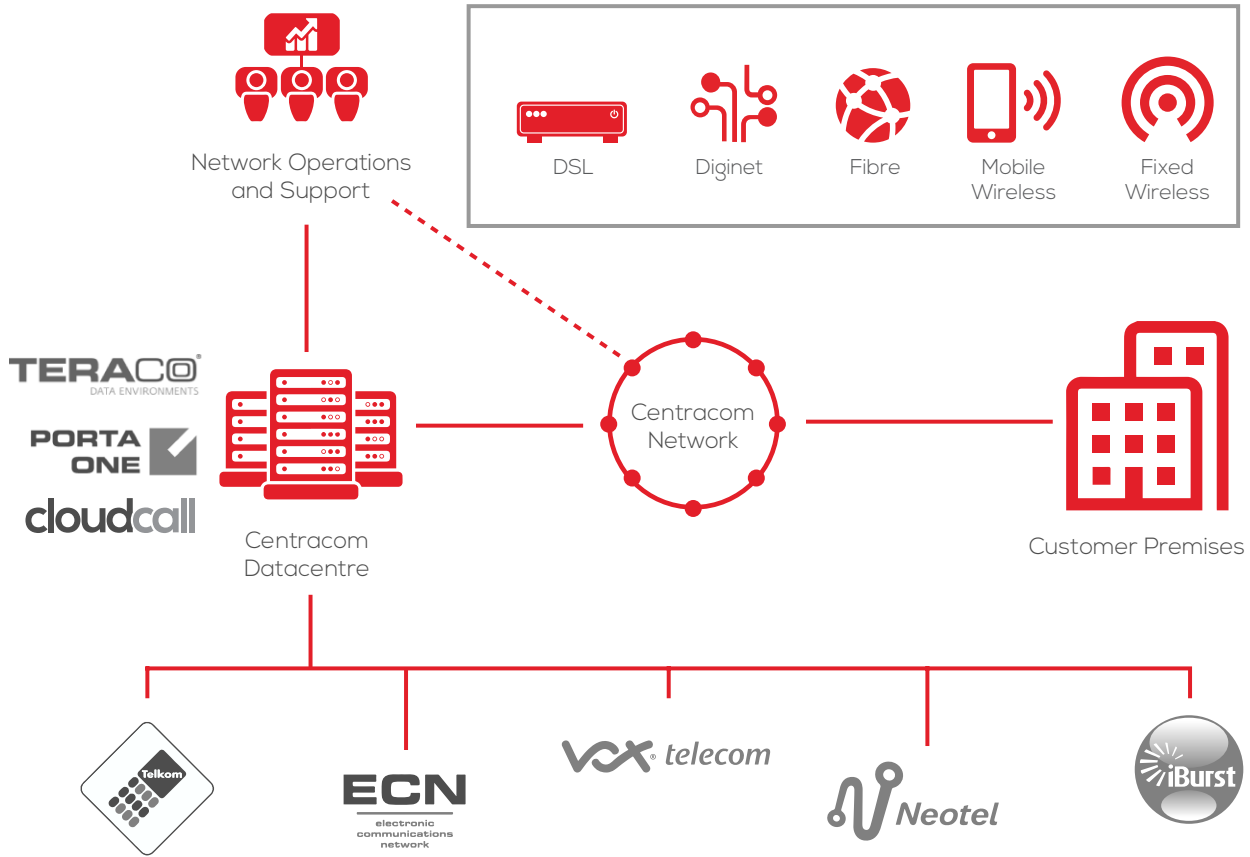 Network Operations
and Support
DSL
Diginet
Fibre
Mobile
Wireless
Fixed
Wireless
TERACO®
DATA ENVIRONMENTS
PORTA
ONE
cloudcall
Centracom
Datacentre
Centracom
Network
Customer Premises
Telkom
ECN
electronic
communications
network
vox® telecom
Neotel
iBurst